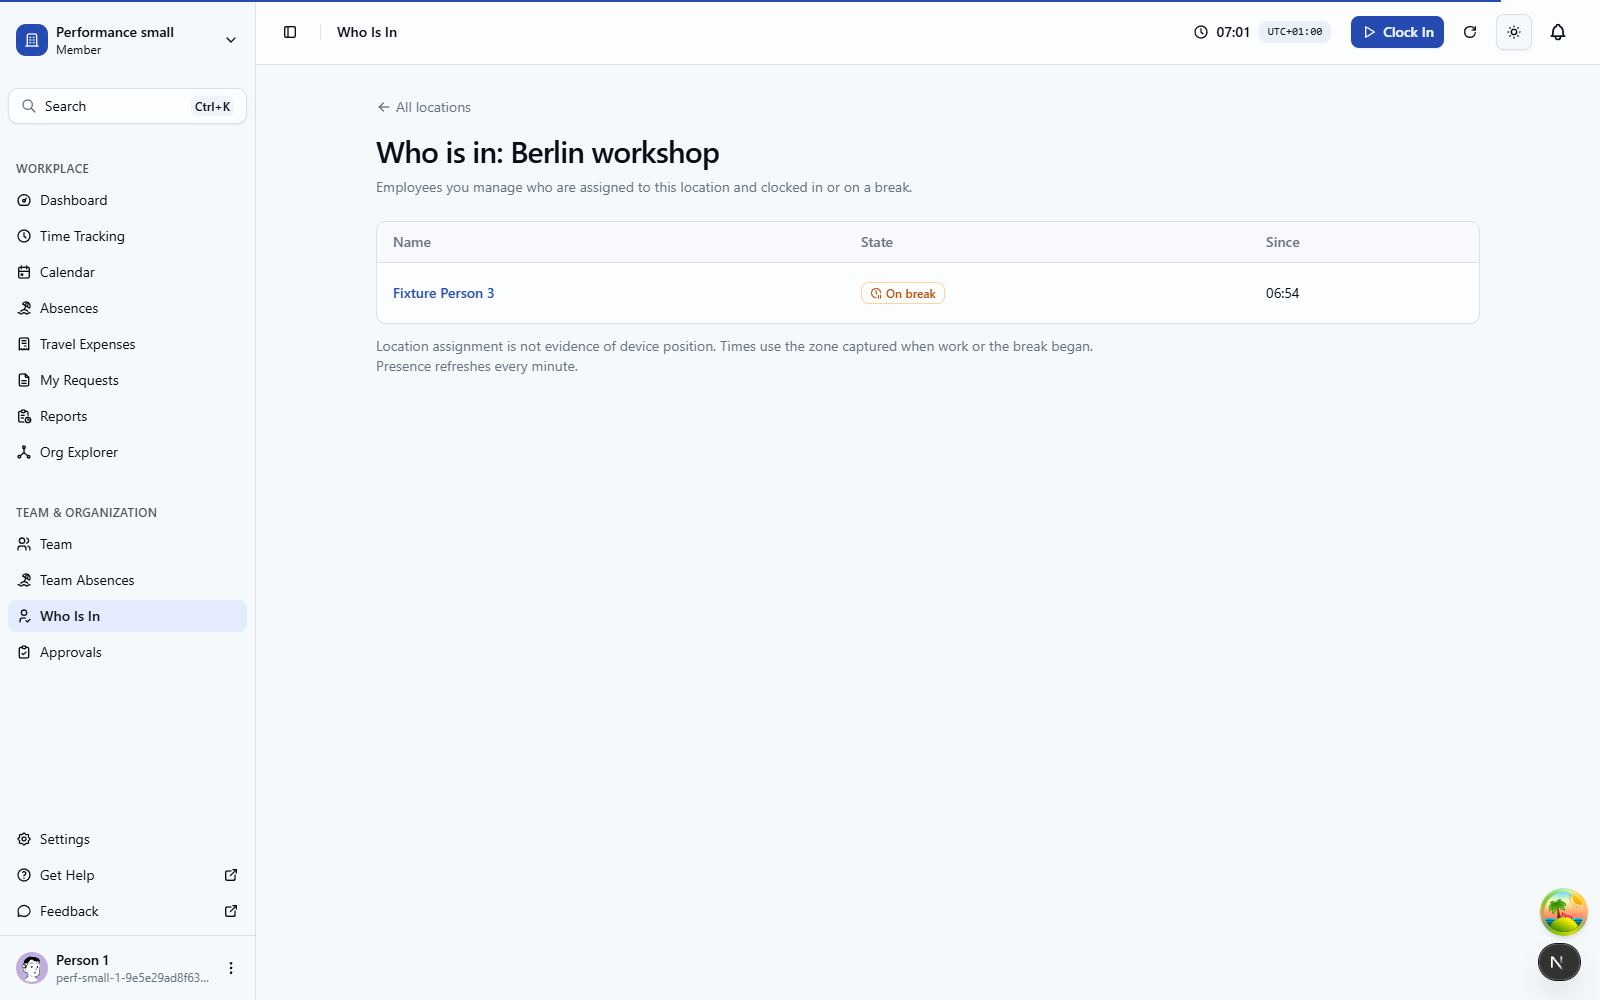 Performance small
Member
Search
Ctrl+K
WORKPLACE
Dashboard
Time Tracking
Calendar
Absences
Travel Expenses
My Requests
Reports
Org Explorer
TEAM & ORGANIZATION
Team
Team Absences
Who Is In
Approvals
Settings
Get Help
Feedback
Person 1
perf-small-1-9e5e29ad8f63...
Who Is In
07:01
UTC+01:00
Clock In
All locations
Who is in: Berlin workshop
Employees you manage who are assigned to this location and clocked in or on a break.
Name State Since
Fixture Person 3 On break 06:54
Location assignment is not evidence of device position. Times use the zone captured when work or the break began.
Presence refreshes every minute.
N